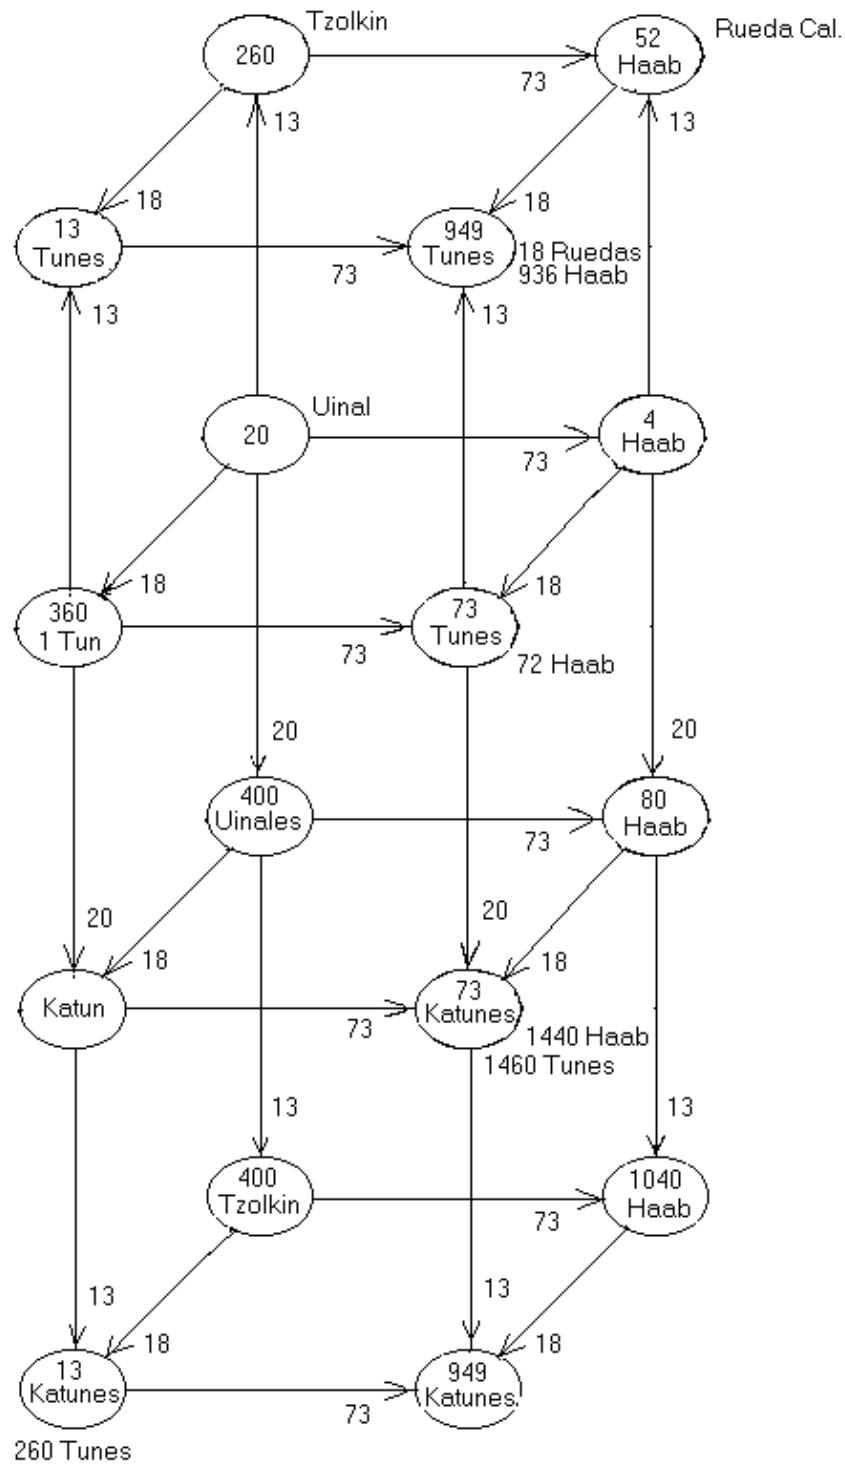 Tzolkin
260
52
Haab
Rueda Cal.
73
13
13
18
18
13
Tunes
949
Tunes
18 Ruedas
936 Haab
73
13
13
Uinal
20
4
Haab
73
18
18
360
1 Tun
73
Tunes
73
72 Haab
20
20
400
Uinales
80
Haab
73
20
20
18
18
Katun
73
Katunes
73
1440 Haab
1460 Tunes
13
13
400
Tzolkin
1040
Haab
73
13
13
18
18
13
Katunes
949
Katunes
73
260 Tunes